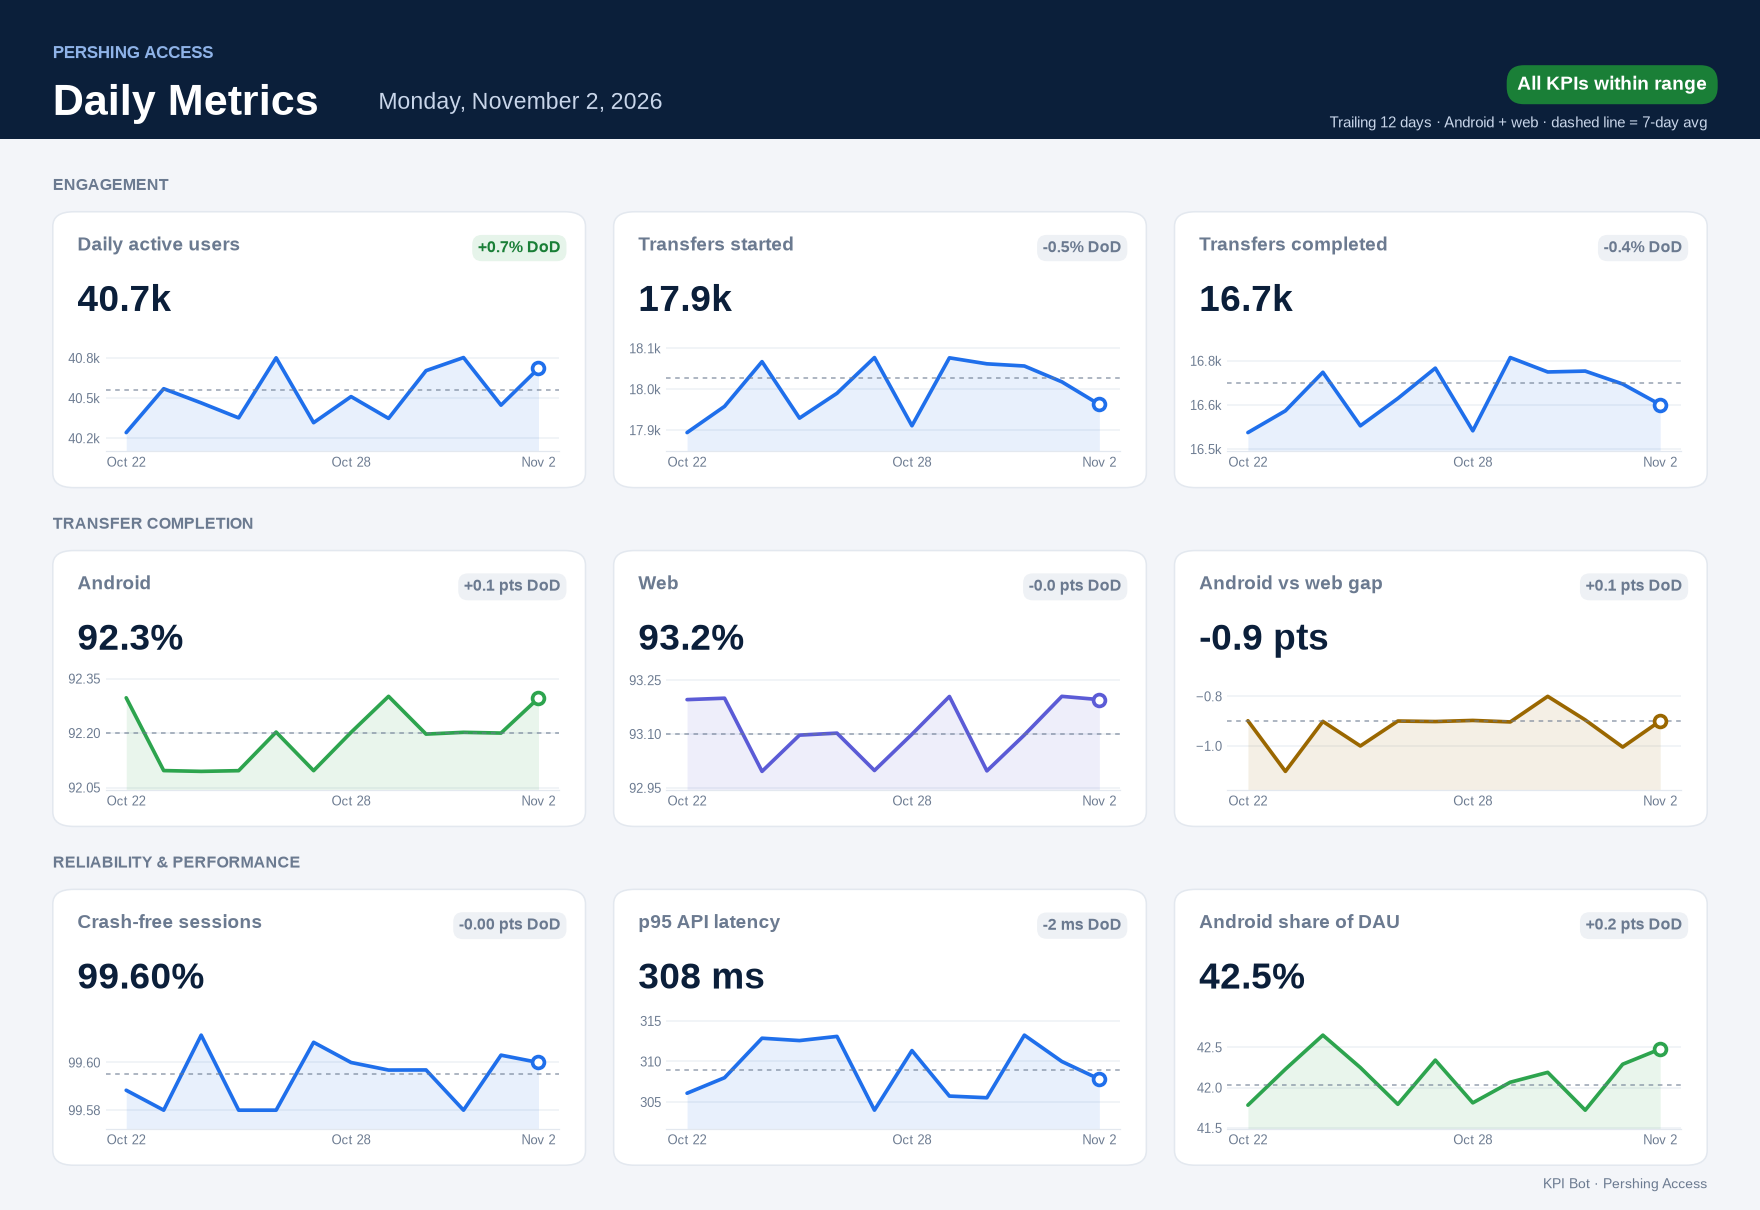 PERSHING ACCESS
Daily Metrics
Monday, November 2, 2026
All KPIs within range
Trailing 12 days · Android + web · dashed line = 7-day avg
ENGAGEMENT
Daily active users
+0.7% DoD
40.7k
40.8k
40.5k
40.2k
Oct 22
Oct 28
Nov 2
Transfers started
-0.5% DoD
17.9k
18.1k
18.0k
17.9k
Oct 22
Oct 28
Nov 2
Transfers completed
-0.4% DoD
16.7k
16.8k
16.6k
16.5k
Oct 22
Oct 28
Nov 2
TRANSFER COMPLETION
Android
+0.1 pts DoD
92.3%
92.35
92.20
92.05
Oct 22
Oct 28
Nov 2
Web
-0.0 pts DoD
93.2%
93.25
93.10
92.95
Oct 22
Oct 28
Nov 2
Android vs web gap
+0.1 pts DoD
-0.9 pts
−0.8
−1.0
Oct 22
Oct 28
Nov 2
RELIABILITY & PERFORMANCE
Crash-free sessions
-0.00 pts DoD
99.60%
99.60
99.58
Oct 22
Oct 28
Nov 2
p95 API latency
-2 ms DoD
308 ms
315
310
305
Oct 22
Oct 28
Nov 2
Android share of DAU
+0.2 pts DoD
42.5%
42.5
42.0
41.5
Oct 22
Oct 28
Nov 2
KPI Bot · Pershing Access